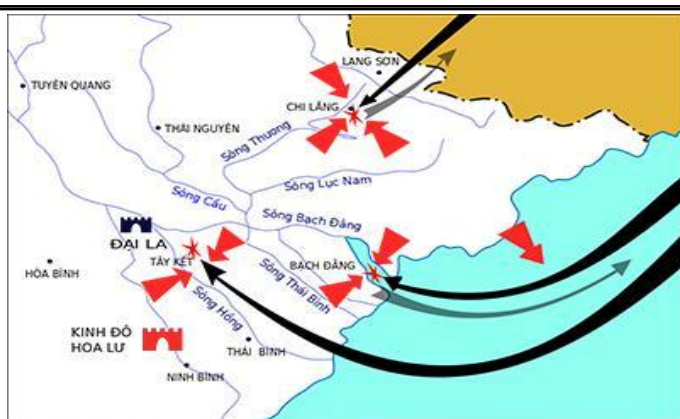 LANG SƠN
TUYÊN QUANG
CHI LĂNG
THÁI NGUYÊN
Sông Thương
Sông Lục Nam
Sông Cầu
Sông Bạch Đằng
ĐẠI LA
TÂY KẾT
BẠCH ĐẰNG
HÒA BÌNH
Sông Thái Bình
Sông Hồng
KINH ĐÔ
HOA LƯ
THÁI BÌNH
NINH BÌNH